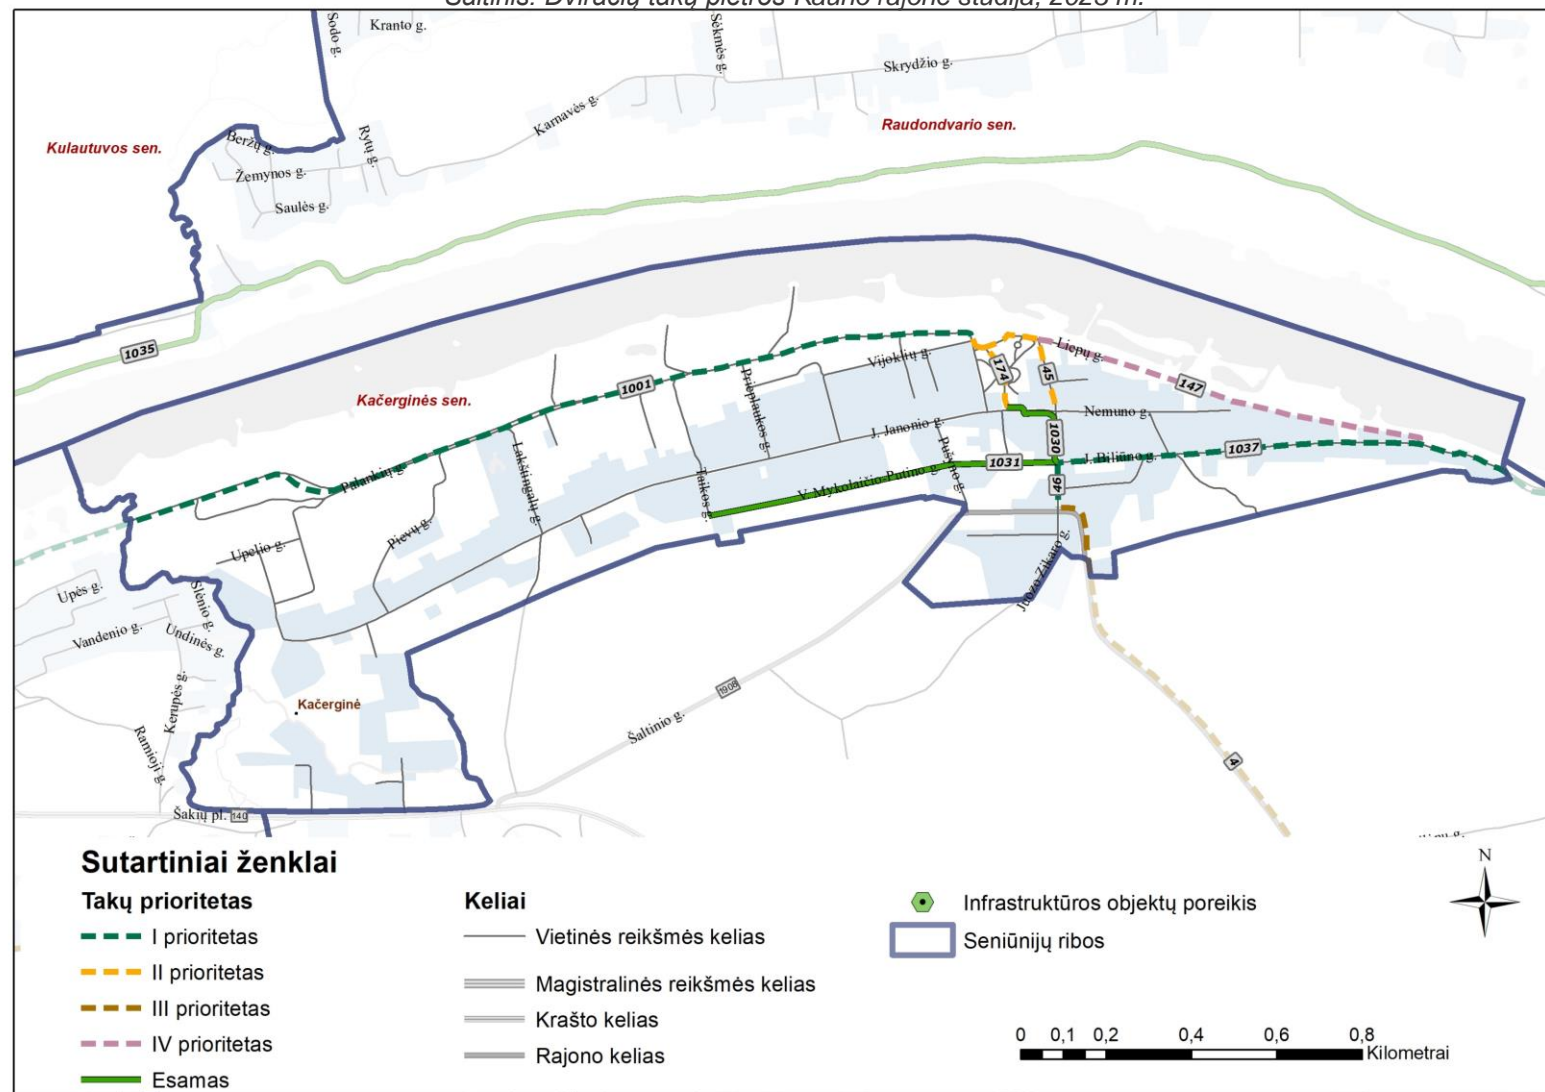 Šaltinis: Dviračių takų plėtros Kauno rajone studija, 2023 m.
Sodo g.
Kranto g.
Sėkmės g.
Skrydžio g.
Karnavės g.
Raudondvario sen.
Kulautuvos sen.
Beržų g.
Rytų g.
Žemynos g.
Saulės g.
1035
Kačerginės sen.
1001
Prieplaukos g.
Vijoklių g.
174
45
Liepų g.
147
Nemuno g.
J. Janonio g.
Pušyno g.
1030
1031
J. Biliūno g.
1037
46
Palankių g.
Lakštingalų g.
Taikos g.
V. Mykolaičio-Putino g.
Pievų g.
Upelio g.
Juozo Zikaro g.
Upės g.
Slėnio g.
Vandenio g.
Undinės g.
Kerupės g.
Ramioji g.
Kačerginė
1908
Šaltinio g.
4
Šakių pl. 140
Sutartiniai ženklai
Takų prioritetas
I prioritetas
II prioritetas
III prioritetas
IV prioritetas
Esamas
Keliai
Vietinės reikšmės kelias
Magistralinės reikšmės kelias
Krašto kelias
Rajono kelias
Infrastruktūros objektų poreikis
Seniūnijų ribos
N
0 0,1 0,2 0,4 0,6 0,8
Kilometrai